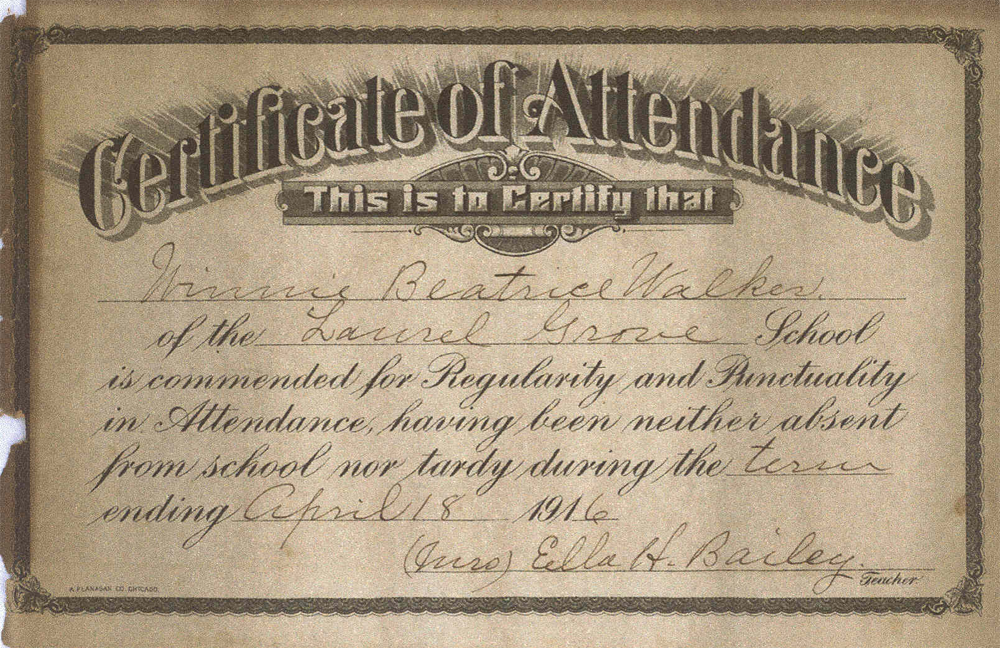 Certificate of Attendance
This is to Certify that
Winnie Beatrice Walker.
of the Laurel Grove School
is commended for Regularity and Punctuality
in Attendance, having been neither absent
from school nor tardy during the term
ending April 18 1916
(Mrs) Ella H. Bailey.
Teacher
A. FLANAGAN CO. CHICAGO.